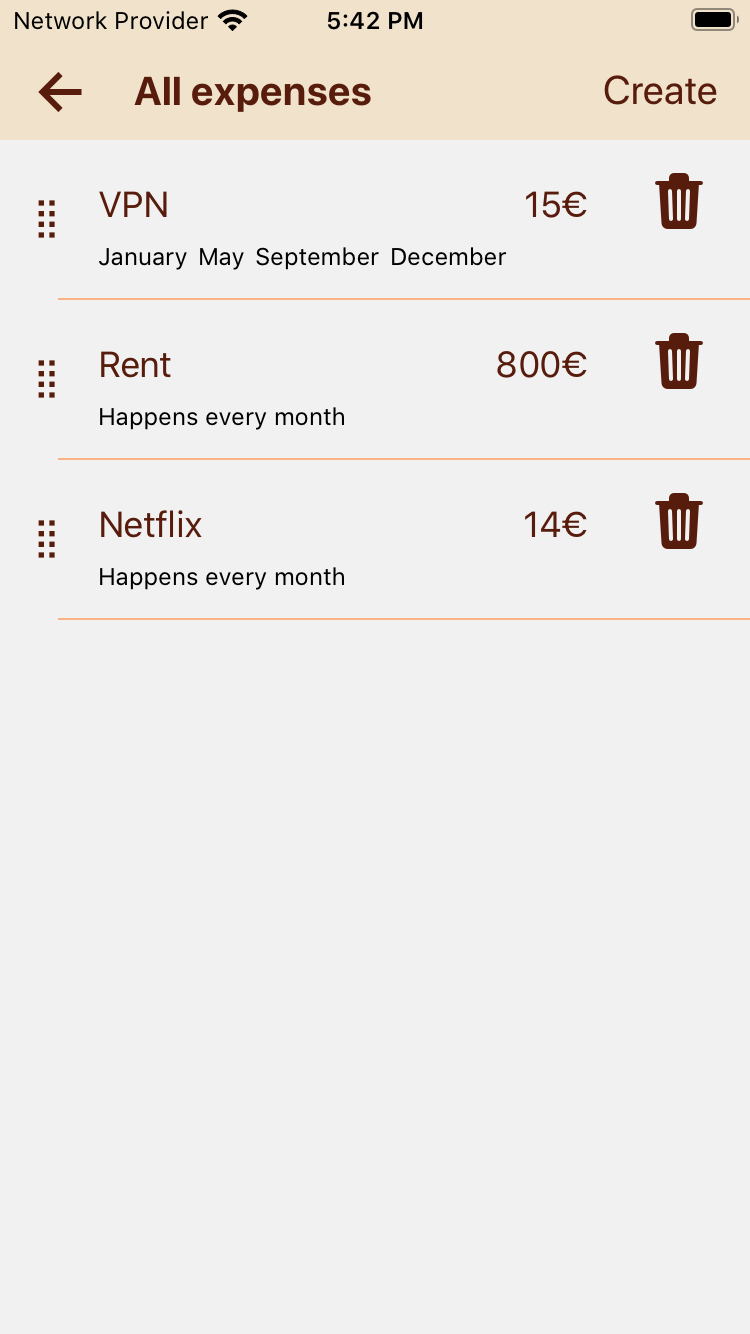 Network Provider 5:42 PM
All expenses Create
VPN 15€
January May September December
Rent 800€
Happens every month
Netflix 14€
Happens every month